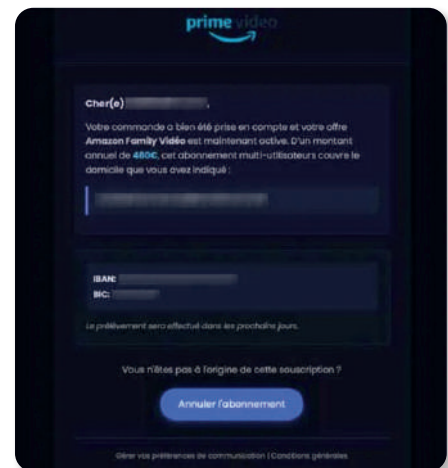 prime video
Cher(e)
Votre commande a bien été prise en compte et votre offre
Amazon Family Vidéo est maintenant active. D'un montant
annuel de 480€, cet abonnement multi-utilisateurs couvre le
domicile que vous avez indiqué :
IBAN:
BIC:
Le prélèvement sera effectué dans les prochains jours.
Vous n'êtes pas à l'origine de cette souscription ?
Annuler l'abonnement
Gérer vos préférences de communication | Conditions générales